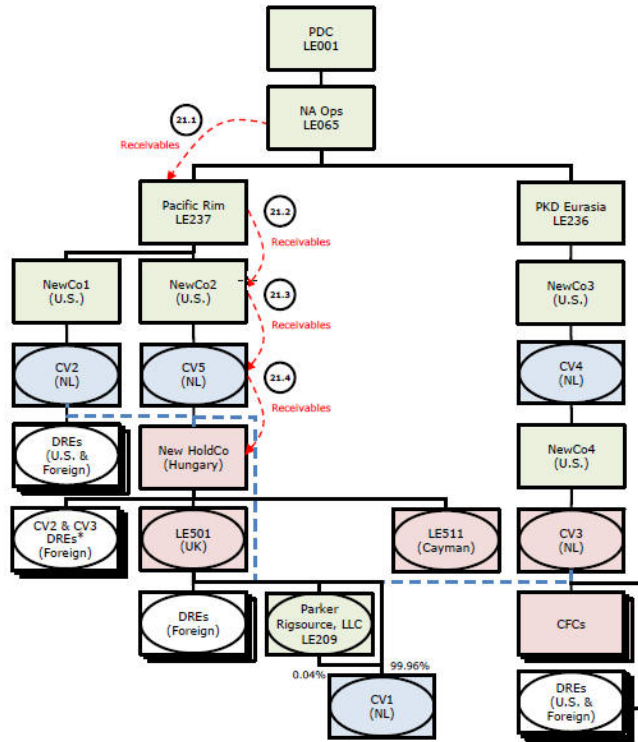 PDC
LE001
NA Ops
LE065
21.1
Receivables
Pacific Rim
LE237
PKD Eurasia
LE236
21.2
Receivables
NewCo1
(U.S.)
NewCo2
(U.S.)
NewCo3
(U.S.)
21.3
Receivables
CV2
(NL)
CV5
(NL)
CV4
(NL)
21.4
Receivables
DREs
(U.S. &
Foreign)
New HoldCo
(Hungary)
NewCo4
(U.S.)
CV2 & CV3
DREs*
(Foreign)
LE501
(UK)
LE511
(Cayman)
CV3
(NL)
DREs
(Foreign)
Parker
Rigsource, LLC
LE209
CFCs
0.04%
99.96%
CV1
(NL)
DREs
(U.S. &
Foreign)